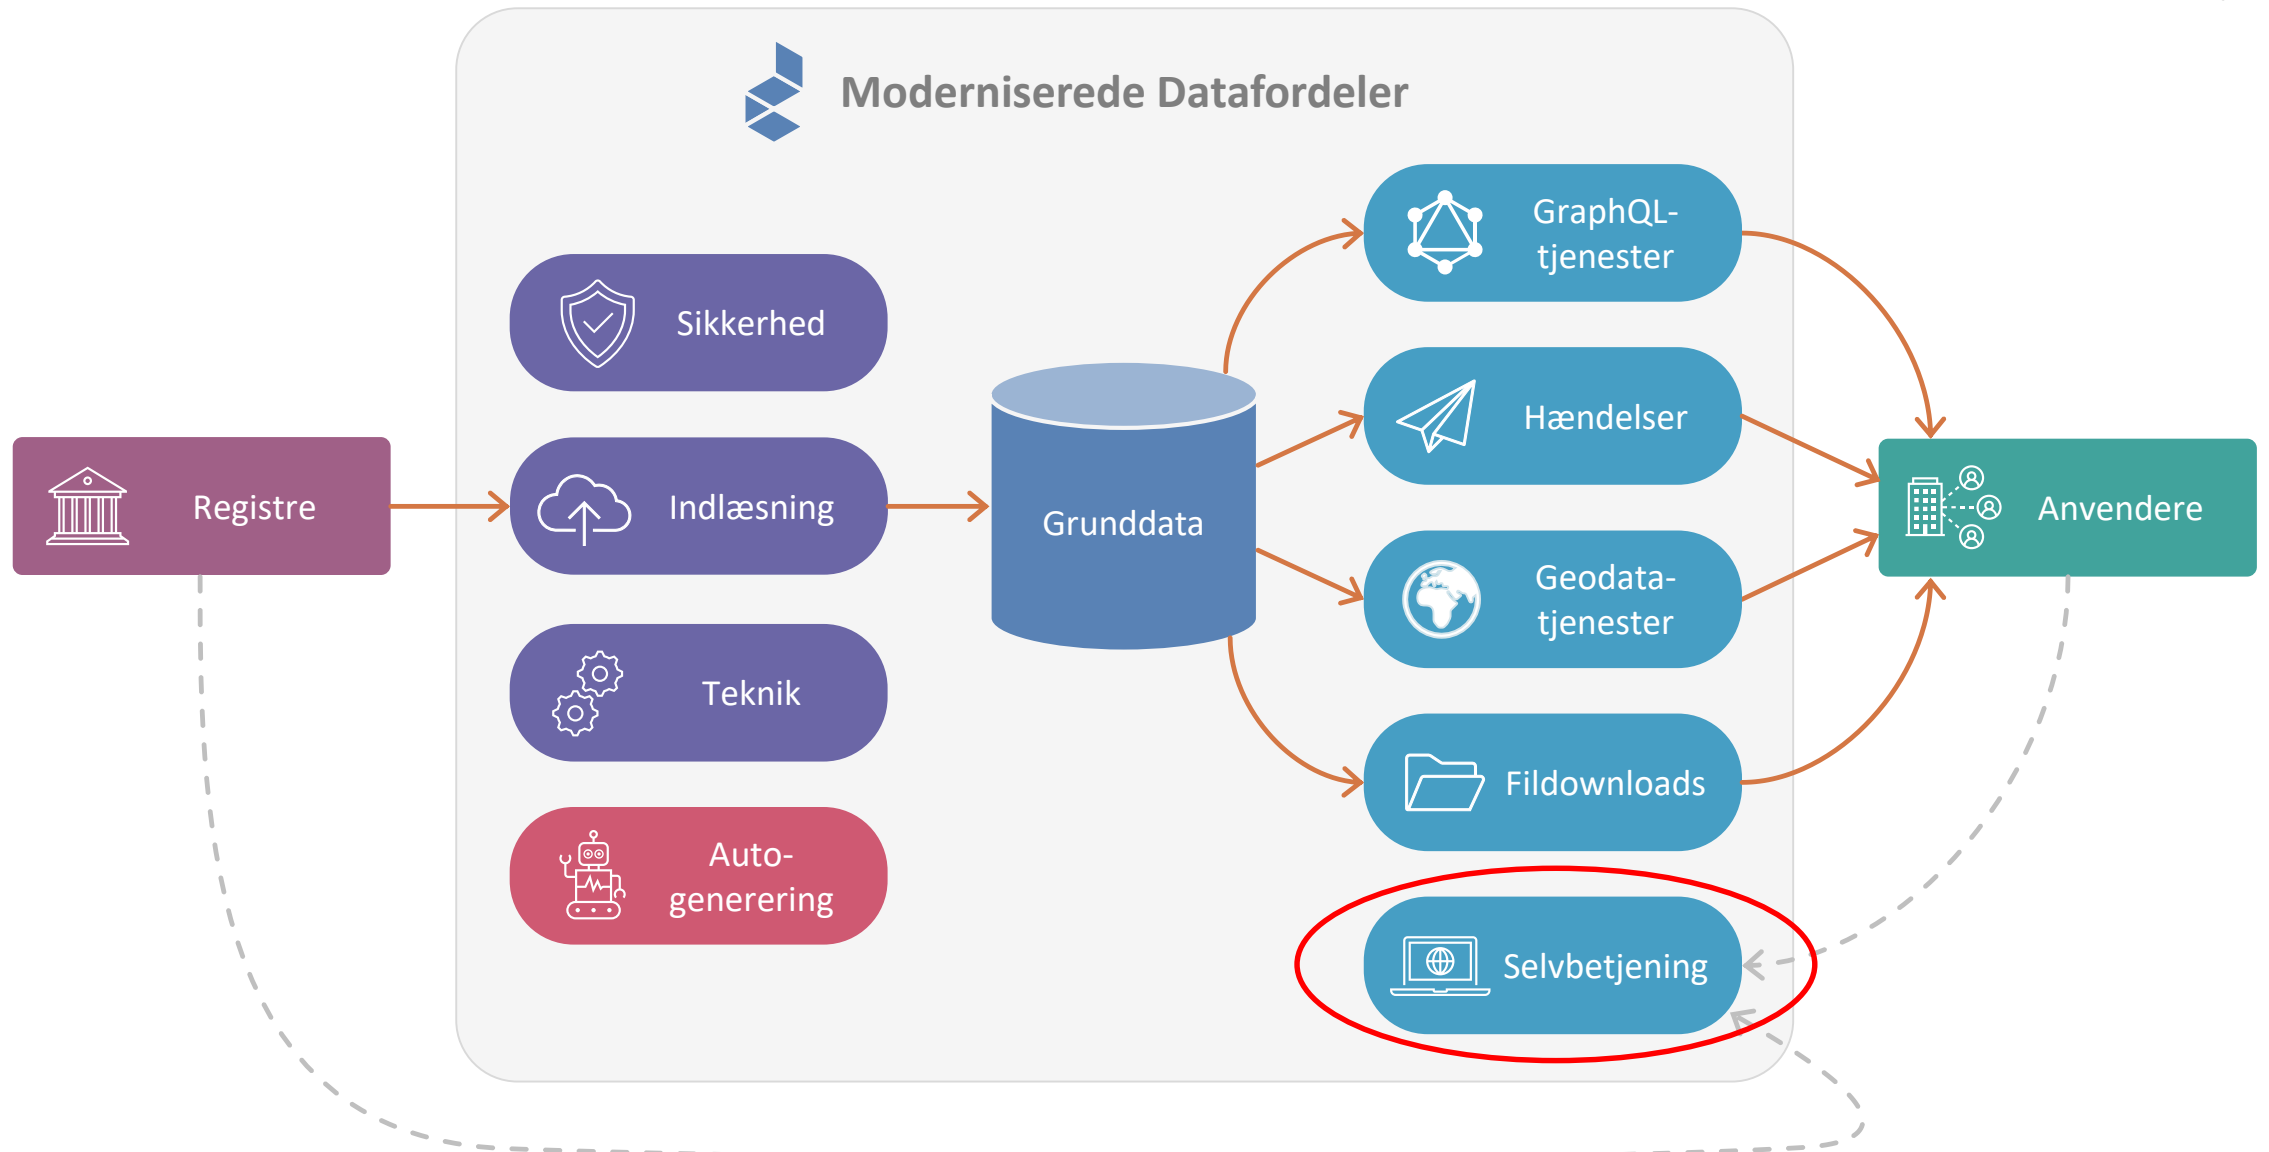 Moderniserede Datafordeler
Registre
Sikkerhed
Indlæsning
Teknik
Auto-
generering
Grunddata
GraphQL-
tjenester
Hændelser
Geodata-
tjenester
Fildownloads
Selvbetjening
Anvendere